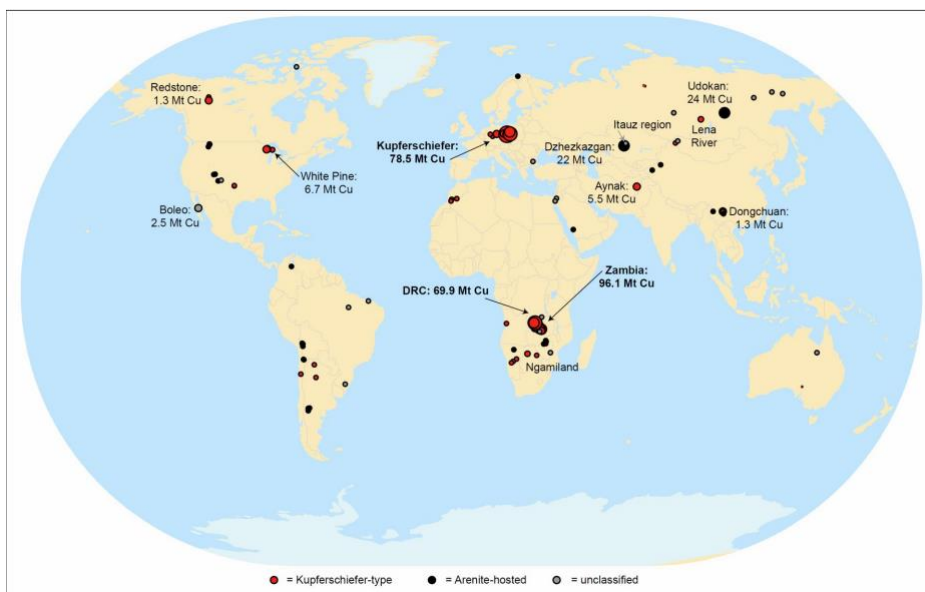 Redstone:
1.3 Mt Cu
Udokan:
24 Mt Cu
Itauz region
Lena
River
Kupferschiefer:
78.5 Mt Cu
Dzhezkazgan:
22 Mt Cu
White Pine:
6.7 Mt Cu
Aynak:
5.5 Mt Cu
Boleo:
2.5 Mt Cu
Dongchuan:
1.3 Mt Cu
Zambia:
96.1 Mt Cu
DRC: 69.9 Mt Cu
Ngamiland
= Kupferschiefer-type
= Arenite-hosted
= unclassified